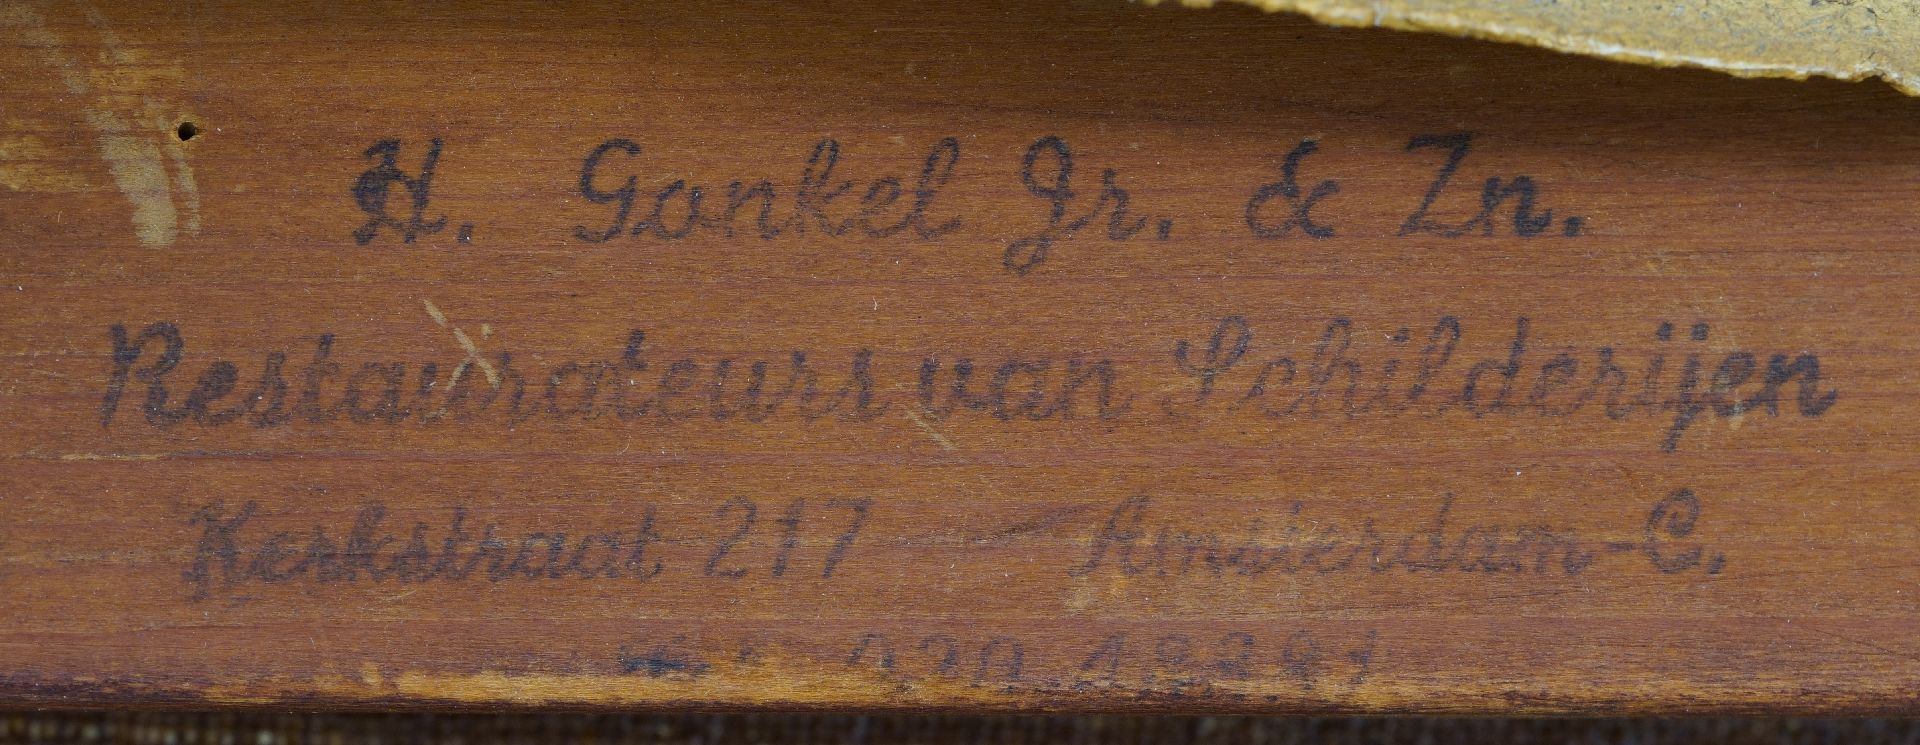 H. Gonkel Jr. & Zn.
Restaurateurs van Schilderijen
Kerkstraat 217 - Amsterdam-C.